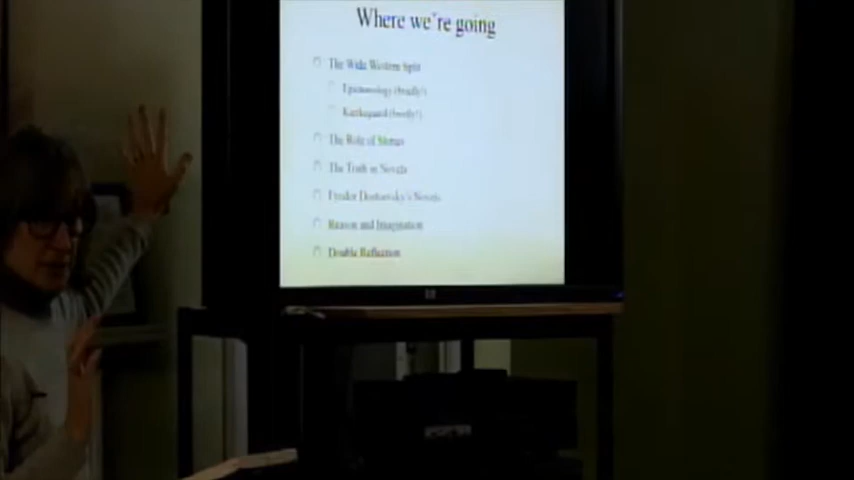 Where we're going
The Wide Western Split
Epistemology (briefly!)
Kierkegaard (briefly!)
The Role of Stories
The Truth in Novels
Fyodor Dostoevsky's Novels
Reason and Imagination
Double Reflection